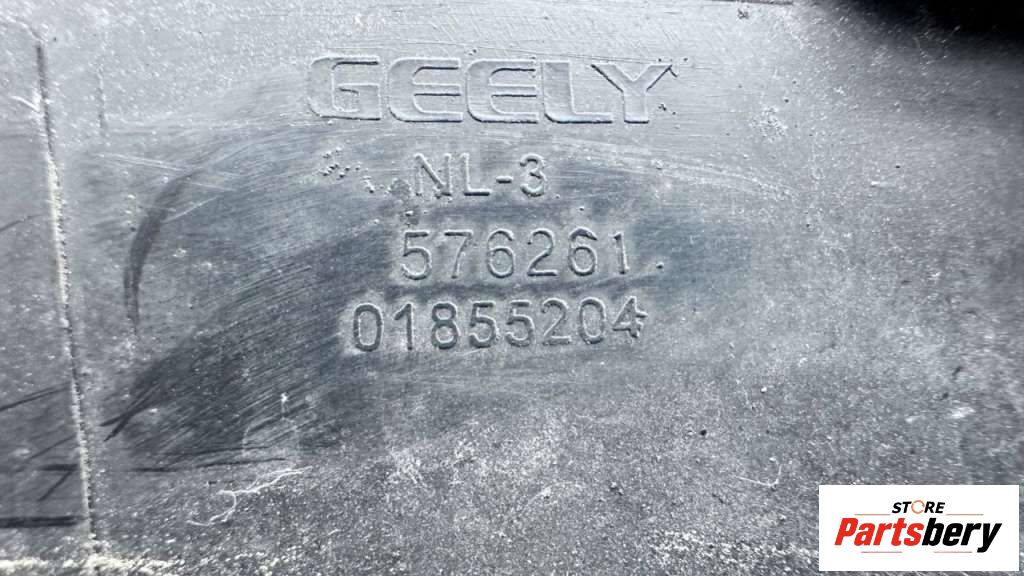 GEELY
NL-3
576261
01855204
STORE
Partsbery